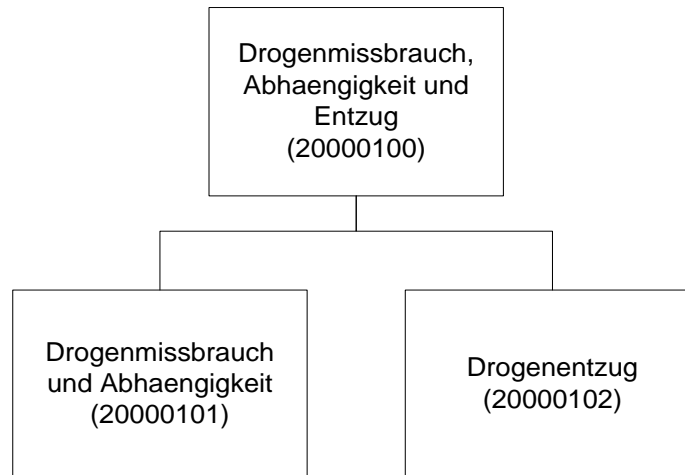 Drogenmissbrauch,
Abhaengigkeit und
Entzug
(20000100)
Drogenmissbrauch
und Abhaengigkeit
(20000101)
Drogenentzug
(20000102)